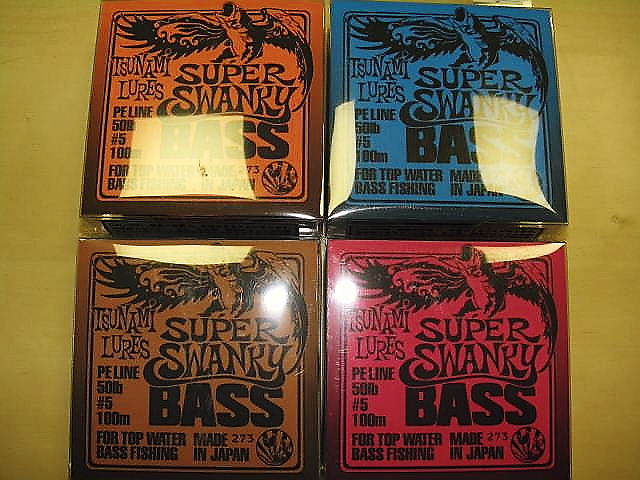 TSUNAMI LURES
SUPER SWANKY
BASS
PE LINE
50lb
#5
100m
FOR TOP WATER
BASS FISHING
273
TSUNAMI LURES
SUPER SWANKY
BASS
PE LINE
50lb
#5
100m
FOR TOP WATER MADE
BASS FISHING IN JAPAN
TSUNAMI LURES
SUPER SWANKY
BASS
PE LINE
50lb
#5
100m
FOR TOP WATER MADE 273
BASS FISHING IN JAPAN
TSUNAMI LURES
SUPER SWANKY
BASS
PE LINE
50lb
#5
100m
FOR TOP WATER MADE 273
BASS FISHING IN JAPAN